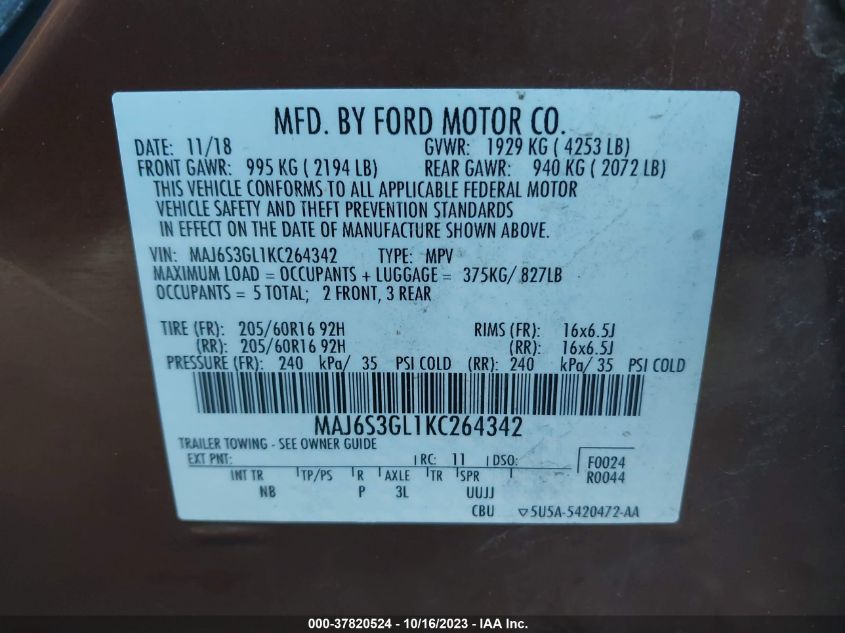 MFD. BY FORD MOTOR CO.
DATE: 11/18 GVWR: 1929 KG ( 4253 LB)
FRONT GAWR: 995 KG ( 2194 LB) REAR GAWR: 940 KG ( 2072 LB)
THIS VEHICLE CONFORMS TO ALL APPLICABLE FEDERAL MOTOR
VEHICLE SAFETY AND THEFT PREVENTION STANDARDS
IN EFFECT ON THE DATE OF MANUFACTURE SHOWN ABOVE.
VIN: MAJ6S3GL1KC264342 TYPE: MPV
MAXIMUM LOAD = OCCUPANTS + LUGGAGE = 375KG/ 827LB
OCCUPANTS = 5 TOTAL; 2 FRONT, 3 REAR
TIRE (FR): 205/60R16 92H RIMS (FR): 16x6.5J
(RR): 205/60R16 92H (RR): 16x6.5J
PRESSURE (FR): 240 kPa/ 35 PSI COLD (RR): 240 kPa/ 35 PSI COLD
MAJ6S3GL1KC264342
TRAILER TOWING - SEE OWNER GUIDE
EXT PNT: RC: 11 DSO: F0024
R0044
INT TR TP/PS R AXLE TR SPR
NB P 3L UUJJ
CBU ▽5U5A-5420472-AA
000-37820524 - 10/16/2023 - IAA Inc.